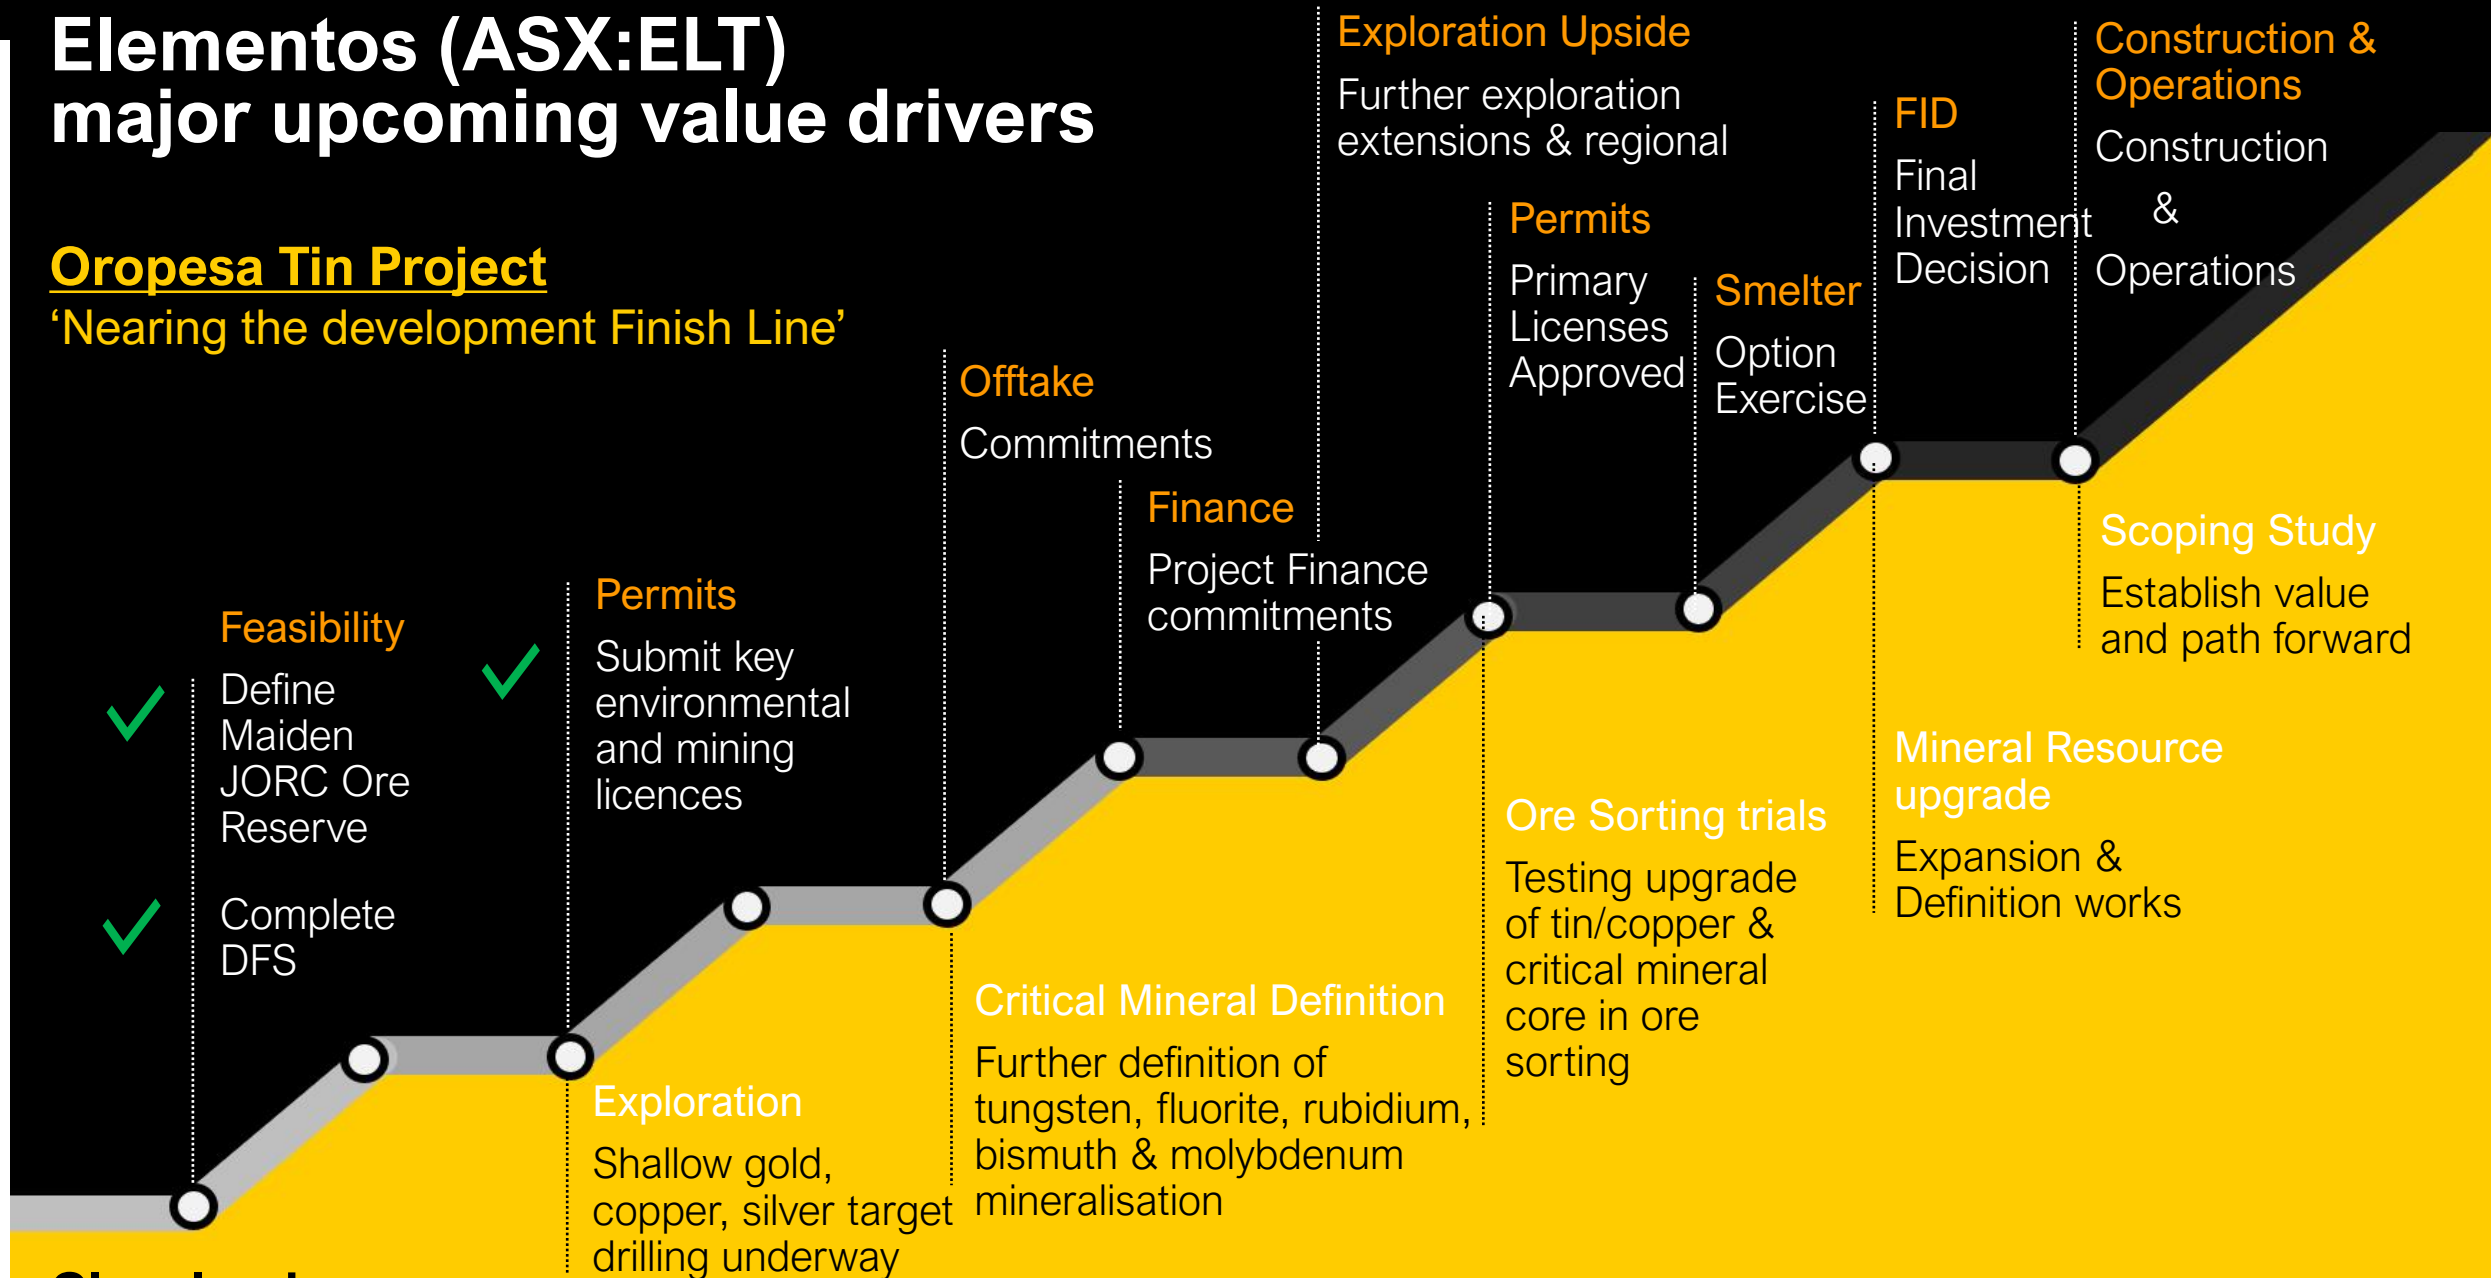 Elementos (ASX:ELT)
major upcoming value drivers
Oropesa Tin Project
‘Nearing the development Finish Line’
Feasibility
Define
Maiden
JORC Ore
Reserve
Complete
DFS
Permits
Submit key
environmental
and mining
licences
Offtake
Commitments
Finance
Project Finance
commitments
Exploration Upside
Further exploration
extensions & regional
Permits
Primary
Licenses
Approved
Smelter
Option
Exercise
FID
Final
Investment
Decision
Construction &
Operations
Construction
&
Operations
Exploration
Shallow gold,
copper, silver target
drilling underway
Critical Mineral Definition
Further definition of
tungsten, fluorite, rubidium,
bismuth & molybdenum
mineralisation
Ore Sorting trials
Testing upgrade
of tin/copper &
critical mineral
core in ore
sorting
Mineral Resource
upgrade
Expansion &
Definition works
Scoping Study
Establish value
and path forward